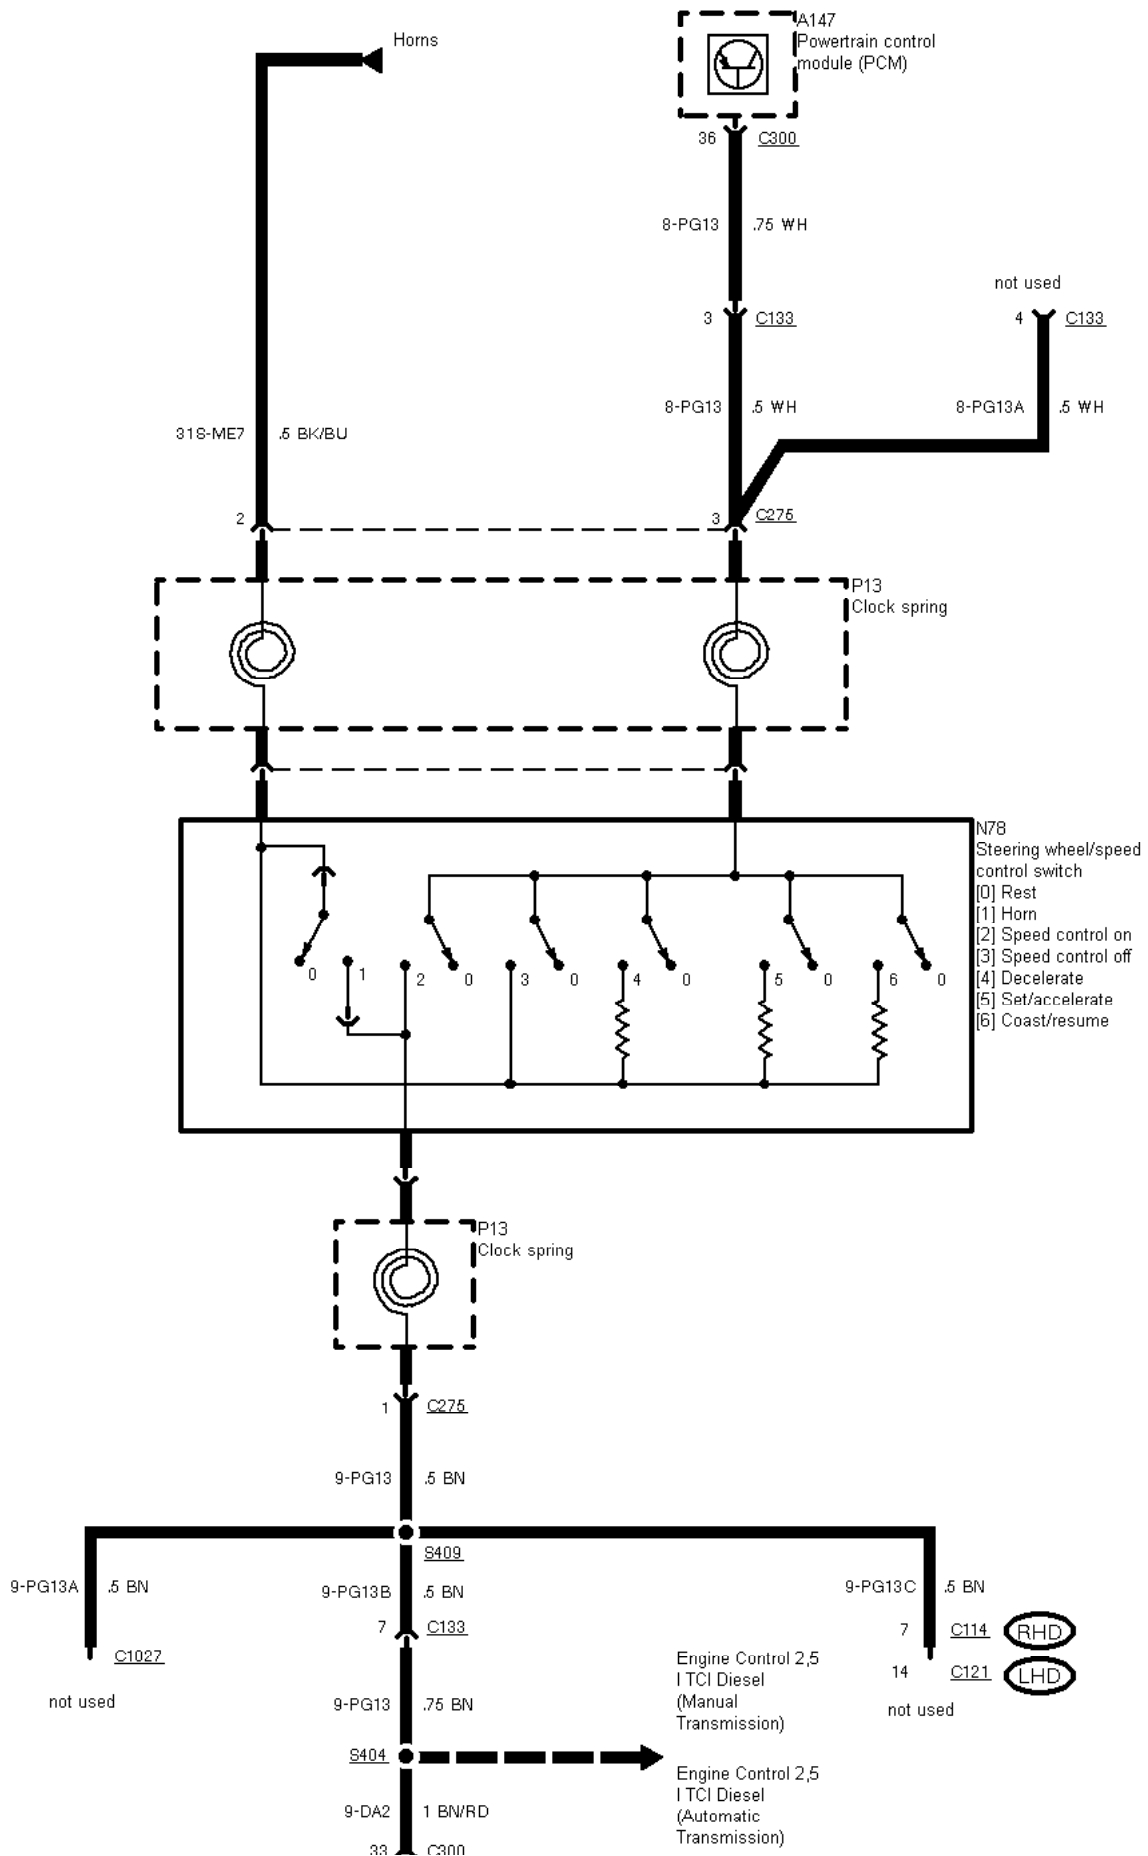 Horns
A147
Powertrain control
module (PCM)
36 C300
8-PG13 .75 WH
not used
3 C133
4 C133
8-PG13 .5 WH
8-PG13A .5 WH
31S-ME7 .5 BK/BU
2
3 C275
P13
Clock spring
N78
Steering wheel/speed
control switch
[0] Rest
[1] Horn
[2] Speed control on
[3] Speed control off
[4] Decelerate
[5] Set/accelerate
[6] Coast/resume
0 1 2 0 3 0 4 0 5 0 6 0
P13
Clock spring
1 C275
9-PG13 .5 BN
S409
9-PG13A .5 BN
9-PG13B .5 BN
9-PG13C .5 BN
7 C133
7 C114 RHD
C1027
14 C121 LHD
not used
not used
Engine Control 2,5
l TCI Diesel
(Manual
Transmission)
9-PG13 .75 BN
S404
Engine Control 2,5
l TCI Diesel
(Automatic
Transmission)
9-DA2 1 BN/RD
33 C300